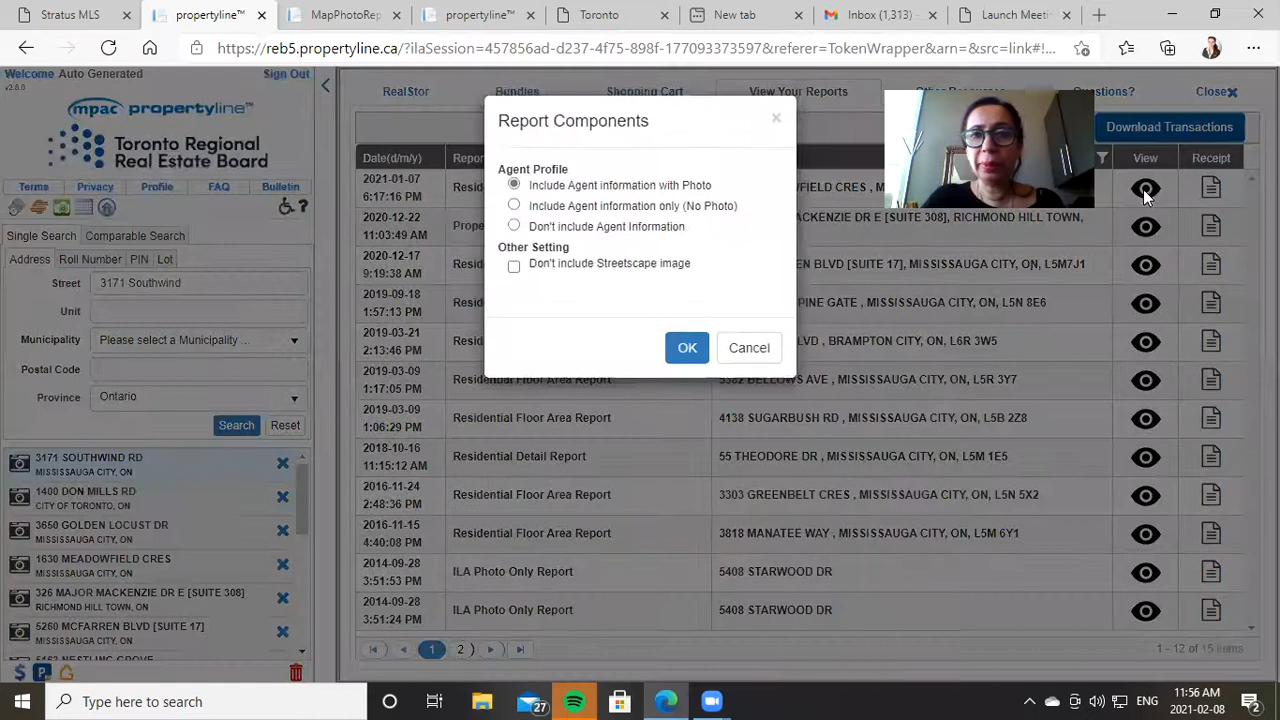 Stratus MLS
propertyline™
MapPhotoRep
propertyline™
Toronto
New tab
Inbox (1,313)
Launch Meeti
https://reb5.propertyline.ca/?ilaSession=457856ad-d237-4f75-898f-177093373597&referer=TokenWrapper&arn=&src=link#!...
Welcome Auto Generated
Sign Out
v2.8.0
mpac propertyline™
Toronto Regional
Real Estate Board
Terms
Privacy
Profile
FAQ
Bulletin
Single Search
Comparable Search
Address
Roll Number
PIN
Lot
Street
3171 Southwind
Unit
Municipality
Please select a Municipality ...
Postal Code
Province
Ontario
Search
Reset
3171 SOUTHWIND RD
MISSISSAUGA CITY, ON
1400 DON MILLS RD
CITY OF TORONTO, ON
3650 GOLDEN LOCUST DR
MISSISSAUGA CITY, ON
1630 MEADOWFIELD CRES
MISSISSAUGA CITY, ON
326 MAJOR MACKENZIE DR E [SUITE 308]
RICHMOND HILL TOWN, ON
5260 MCFARREN BLVD [SUITE 17]
MISSISSAUGA CITY, ON
RealStor
Bundles
Shopping Cart
View Your Reports
Questions?
Close
Download Transactions
Date(d/m/y)
Repor
View
Receipt
2021-01-07
6:17:16 PM
Resid
WFIELD CRES , M
2020-12-22
11:03:49 AM
Prope
CKENZIE DR E [SUITE 308], RICHMOND HILL TOWN,
2020-12-17
9:19:38 AM
Resid
EN BLVD [SUITE 17], MISSISSAUGA CITY, ON, L5M7J1
2019-09-18
1:57:13 PM
Resid
PINE GATE , MISSISSAUGA CITY, ON, L5N 8E6
2019-03-21
2:13:46 PM
Resid
BLVD , BRAMPTON CITY, ON, L6R 3W5
2019-03-09
1:17:05 PM
Residential Floor Area Report
5382 BELLOWS AVE , MISSISSAUGA CITY, ON, L5R 3Y7
2019-03-09
1:06:29 PM
Residential Floor Area Report
4138 SUGARBUSH RD , MISSISSAUGA CITY, ON, L5B 2Z8
2018-10-16
11:15:12 AM
Residential Detail Report
55 THEODORE DR , MISSISSAUGA CITY, ON, L5M 1E5
2016-11-24
2:48:36 PM
Residential Floor Area Report
3303 GREENBELT CRES , MISSISSAUGA CITY, ON, L5N 5X2
2016-11-15
4:40:08 PM
Residential Floor Area Report
3818 MANATEE WAY , MISSISSAUGA CITY, ON, L5M 6Y1
2014-09-28
3:51:53 PM
ILA Photo Only Report
5408 STARWOOD DR
2014-09-28
3:51:24 PM
ILA Photo Only Report
5408 STARWOOD DR
1
2
1 - 12 of 15 items
Report Components
×
Agent Profile
Include Agent information with Photo
Include Agent information only (No Photo)
Don't include Agent Information
Other Setting
Don't include Streetscape image
OK
Cancel
Type here to search
27
ENG
11:56 AM
2021-02-08
2